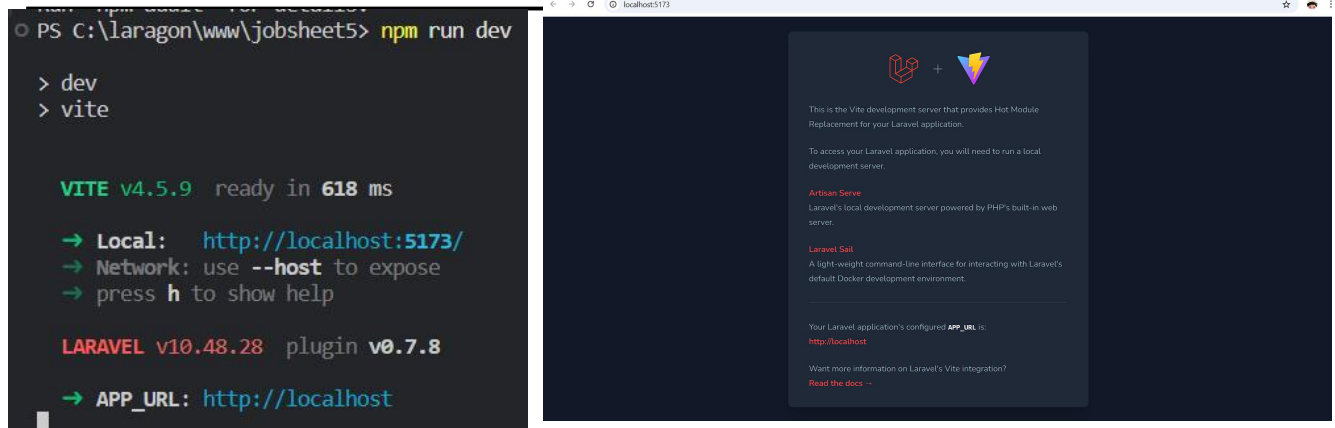 PS C:\laragon\www\jobsheet5> npm run dev
> dev
> vite
VITE v4.5.9 ready in 618 ms
➜ Local: http://localhost:5173/
➜ Network: use --host to expose
➜ press h to show help
LARAVEL v10.48.28 plugin v0.7.8
➜ APP_URL: http://localhost
localhost:5173
+
This is the Vite development server that provides Hot Module
Replacement for your Laravel application.
To access your Laravel application, you will need to run a local
development server.
Artisan Serve
Laravel's local development server powered by PHP's built-in web
server.
Laravel Sail
A light-weight command-line interface for interacting with Laravel's
default Docker development environment.
Your Laravel application's configured APP_URL is:
http://localhost
Want more information on Laravel's Vite integration?
Read the docs →